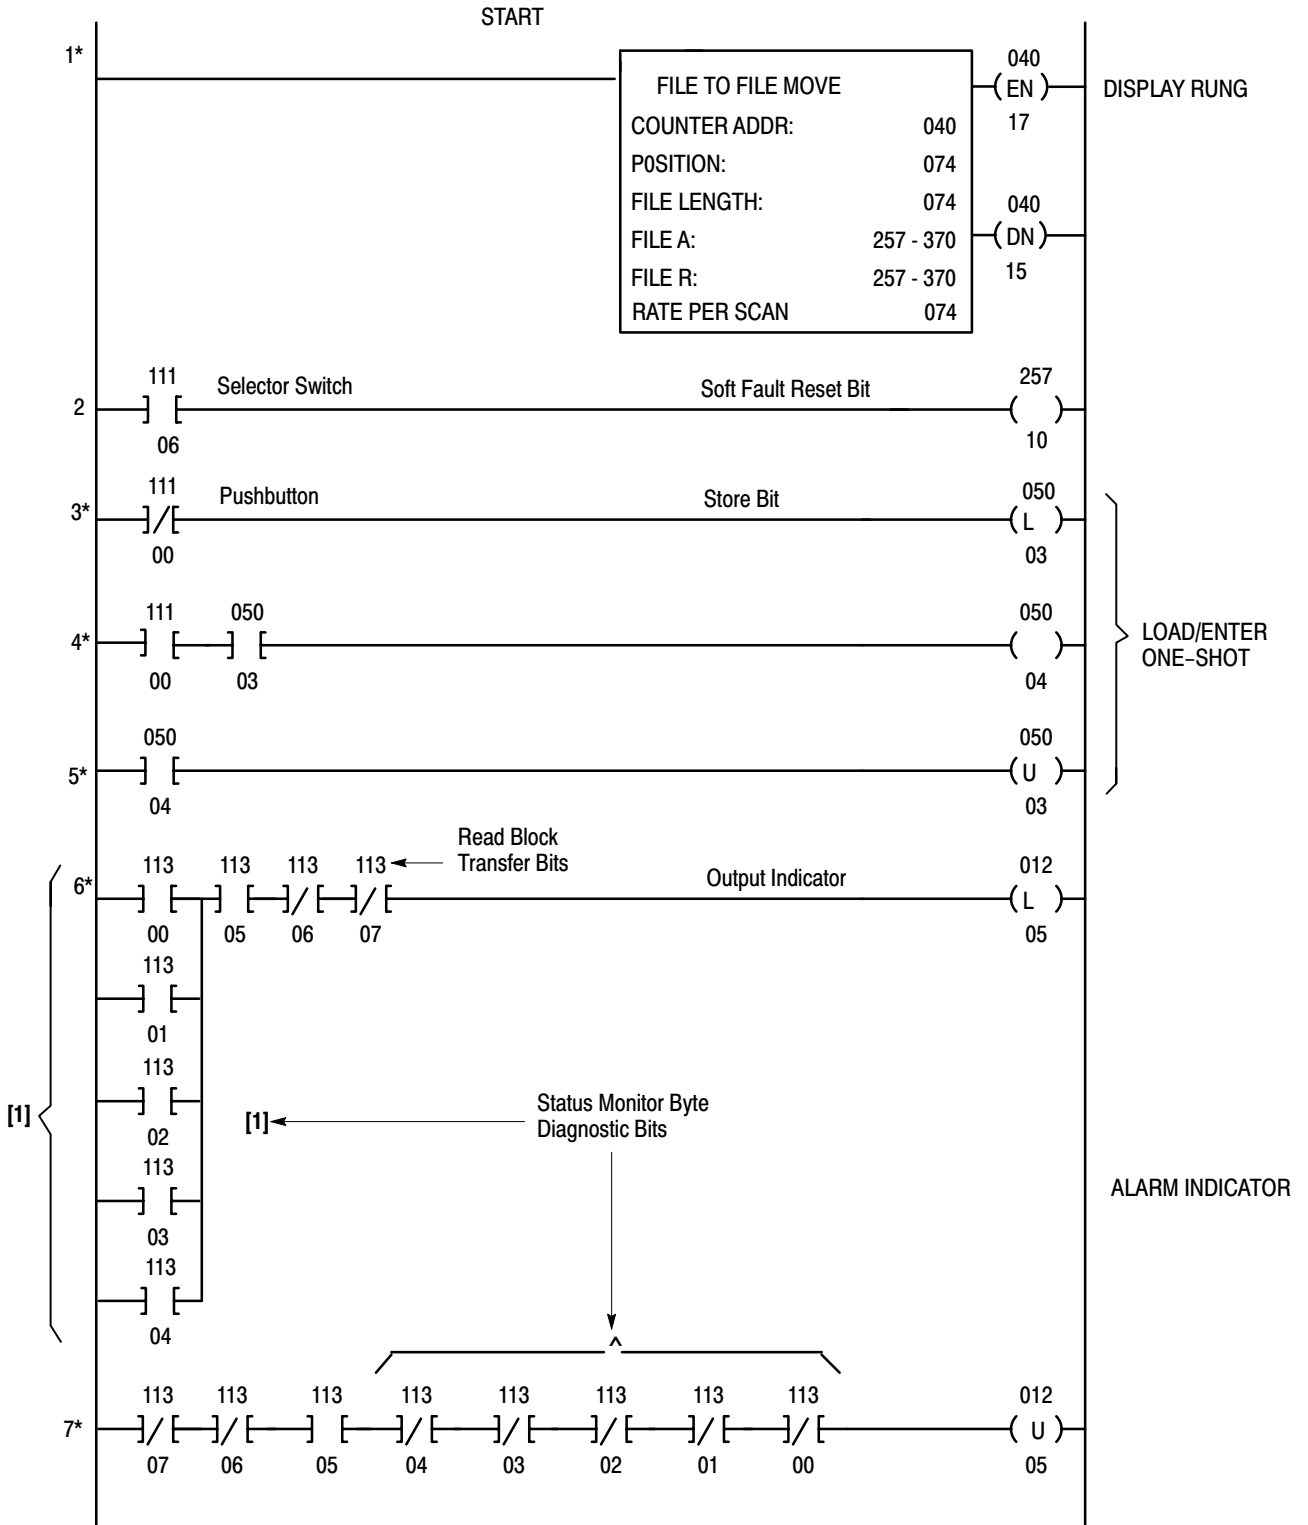 START
1*
FILE TO FILE MOVE
COUNTER ADDR: 040
P0SITION: 074
FILE LENGTH: 074
FILE A: 257 - 370
FILE R: 257 - 370
RATE PER SCAN 074
040
EN
17
040
DN
15
DISPLAY RUNG
2
111
06
Selector Switch
Soft Fault Reset Bit
257
10
3*
111
00
Pushbutton
Store Bit
050
L
03
4*
111 050
00 03
050
04
LOAD/ENTER
ONE–SHOT
5*
050
04
050
U
03
Read Block
Transfer Bits
6*
113 113 113 113
00 05 06 07
Output Indicator
012
L
05
113
01
113
02
113
03
113
04
[1]
[1]
Status Monitor Byte
Diagnostic Bits
ALARM INDICATOR
7*
113 113 113 113 113 113 113 113
07 06 05 04 03 02 01 00
012
U
05